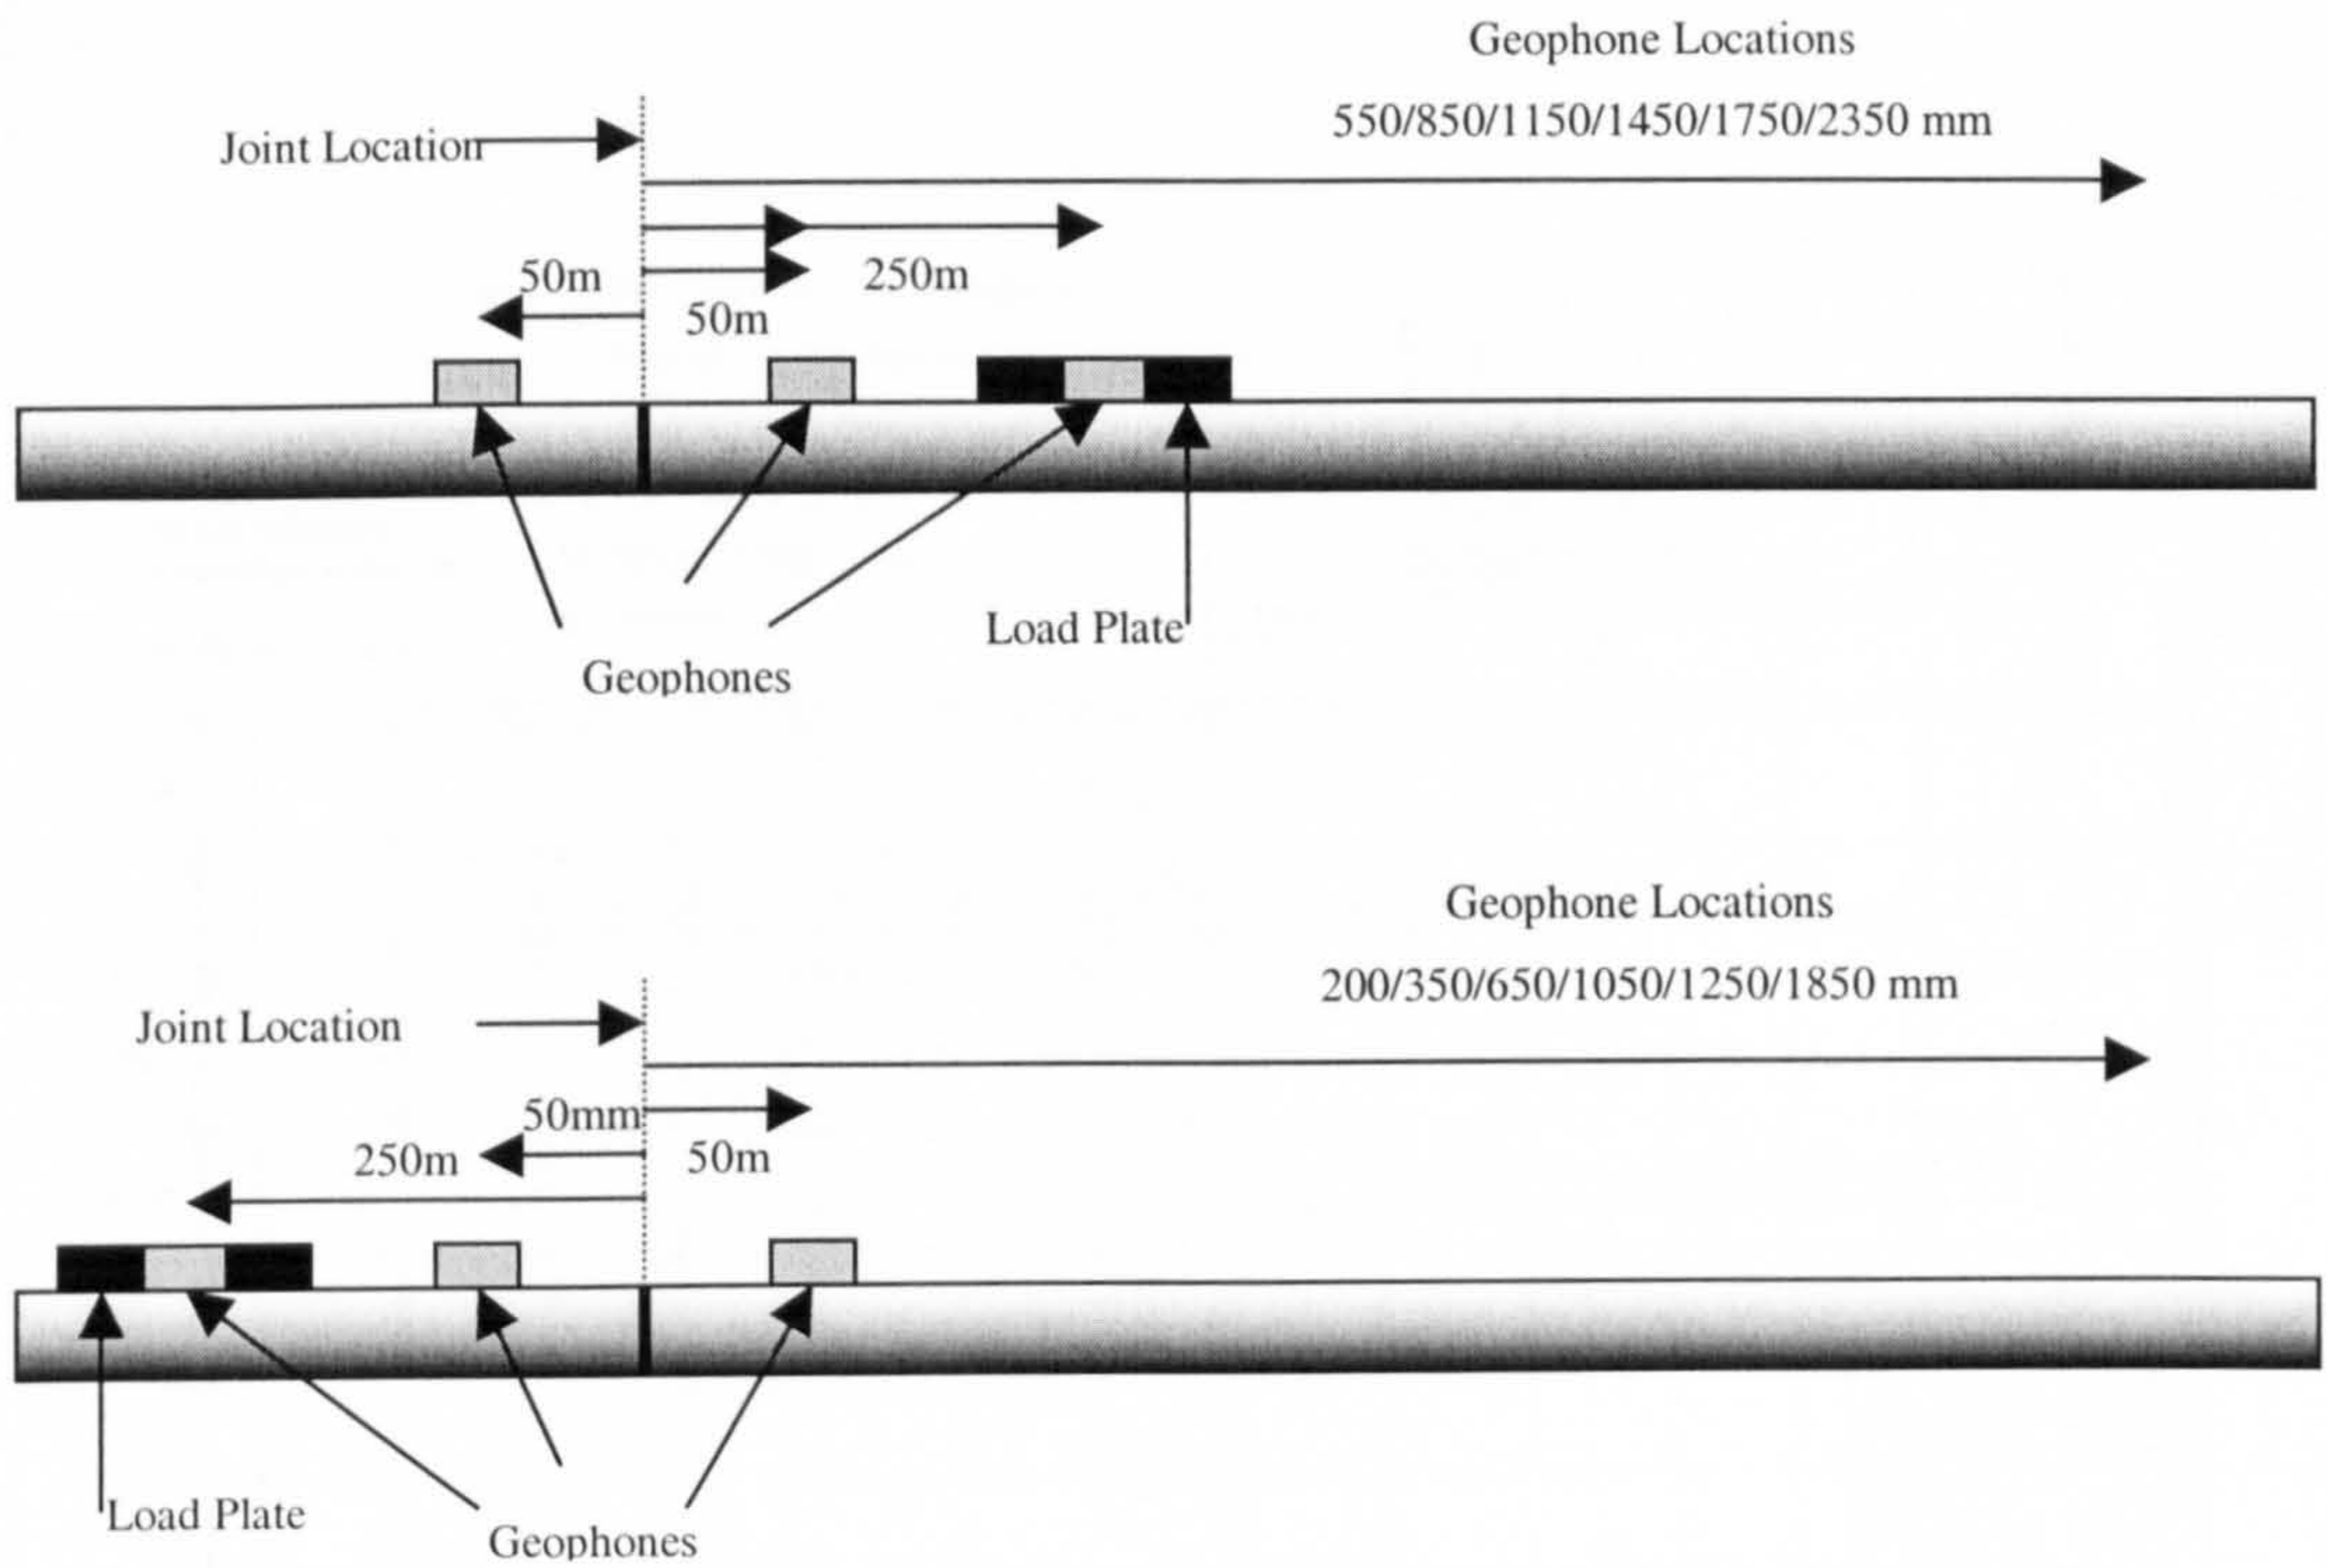 Geophone Locations
550/850/1150/1450/1750/2350 mm
Joint Location
50m
250m
50m
Load Plate
Geophones
Geophone Locations
200/350/650/1050/1250/1850 mm
Joint Location
50mm
250m
50m
Load Plate
Geophones